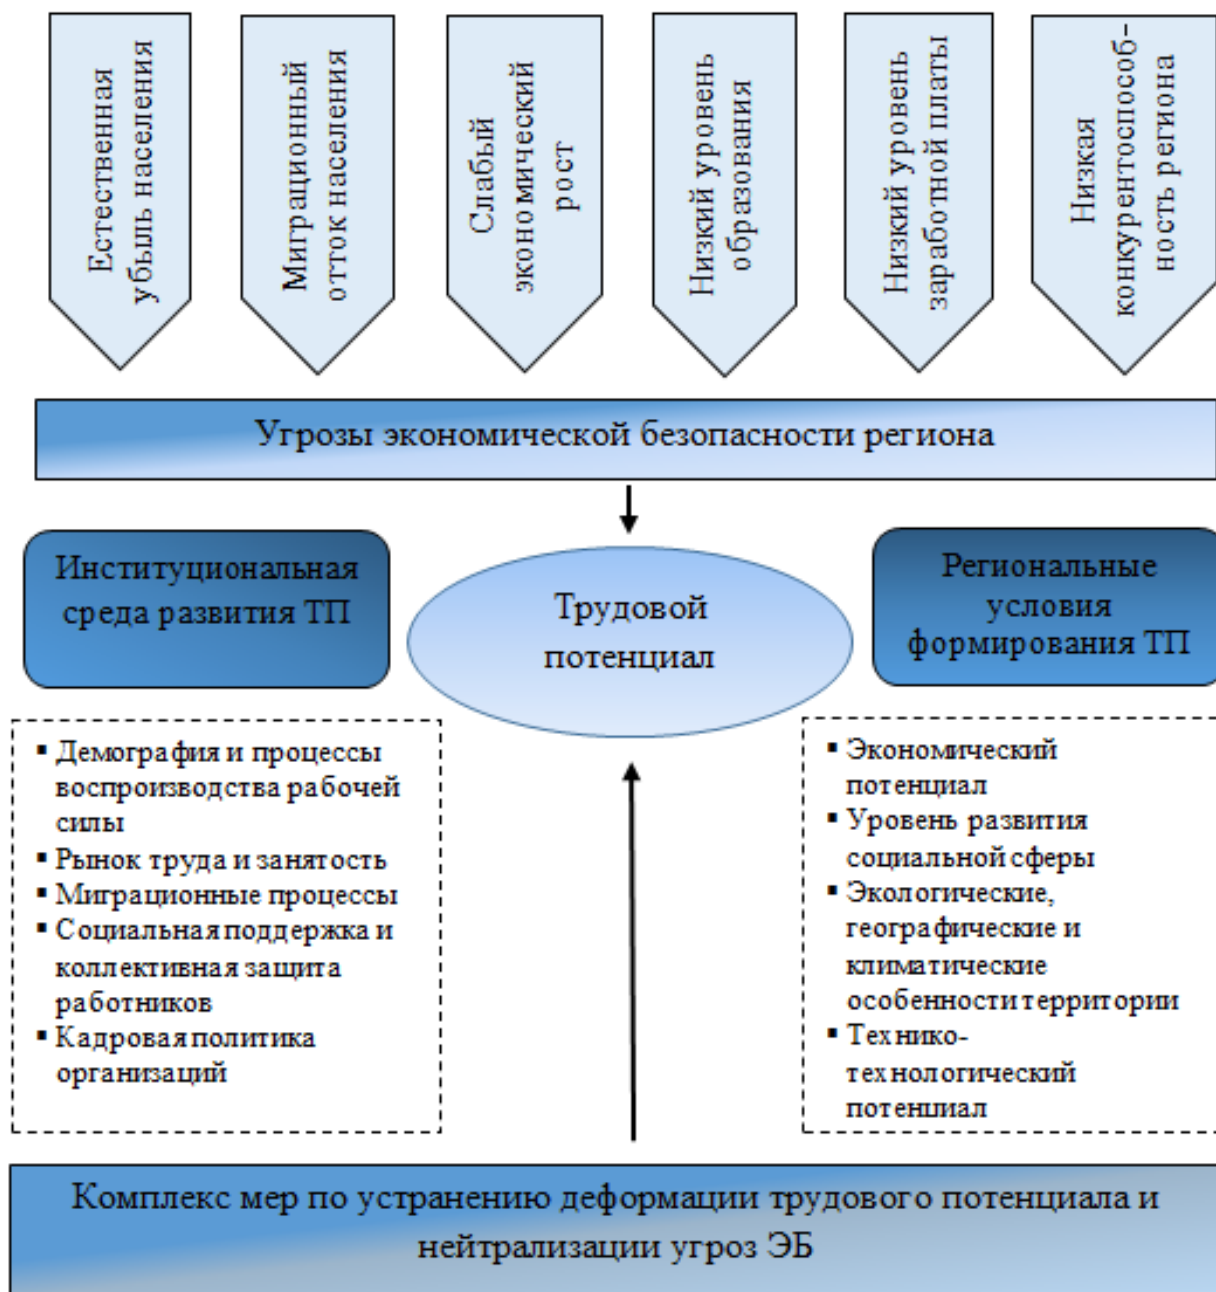 Естественная
убыль населения
Миграционный
отток населения
Слабый
экономический
рост
Низкий уровень
образования
Низкий уровень
заработной платы
Низкая
конкурентоспособ-
ность региона
Угрозы экономической безопасности региона
Институциональная
среда развития ТП
Трудовой
потенциал
Региональные
условия
формирования ТП
▪ Демография и процессы
воспроизводства рабочей
силы
▪ Рынок труда и занятость
▪ Миграционные процессы
▪ Социальная поддержка и
коллективная защита
работников
▪ Кадровая политика
организаций
▪ Экономический
потенциал
▪ Уровень развития
социальной сферы
▪ Экологические,
географические и
климатические
особенности территории
▪ Технико-
технологический
потенциал
Комплекс мер по устранению деформации трудового потенциала и
нейтрализации угроз ЭБ